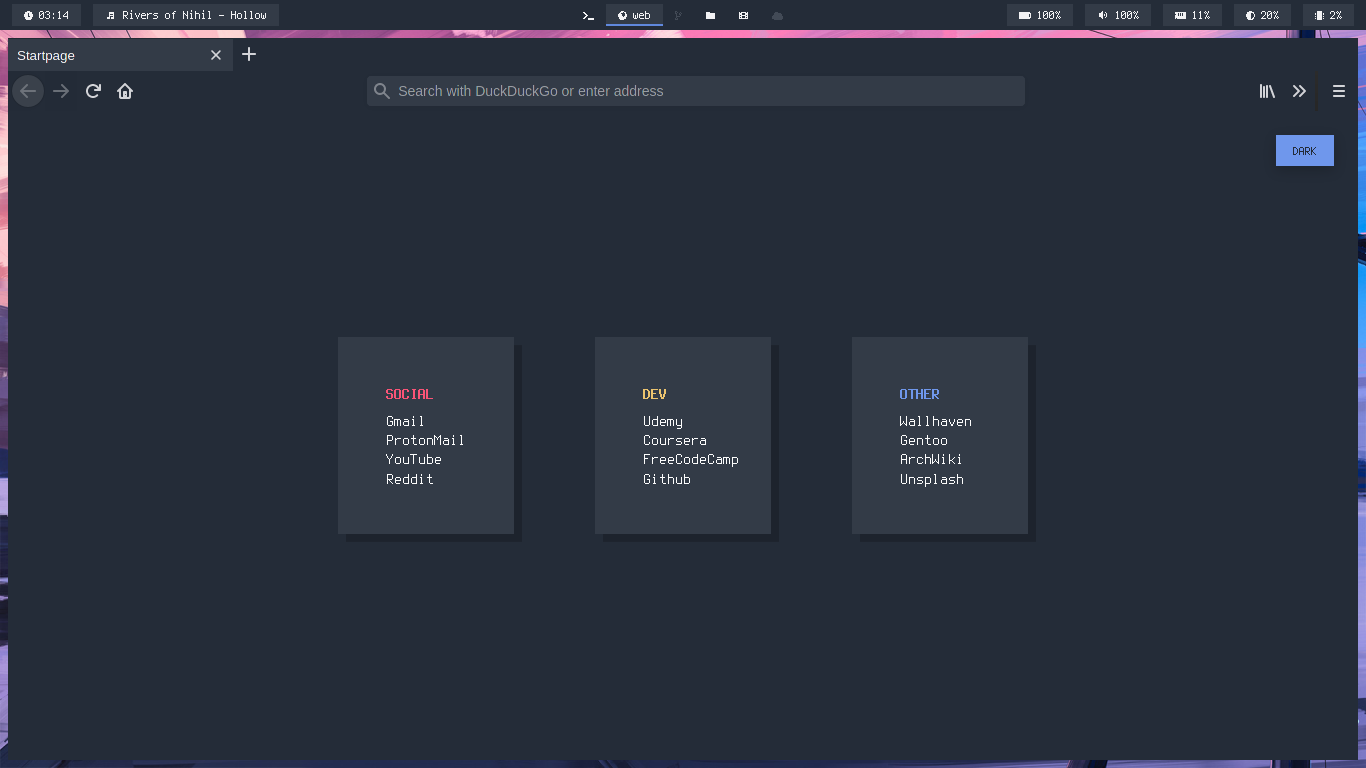 03:14
Rivers of Nihil - Hollow
web
100%
100%
11%
20%
2%
Startpage
Search with DuckDuckGo or enter address
DARK
SOCIAL
Gmail
ProtonMail
YouTube
Reddit
DEV
Udemy
Coursera
FreeCodeCamp
Github
OTHER
Wallhaven
Gentoo
ArchWiki
Unsplash